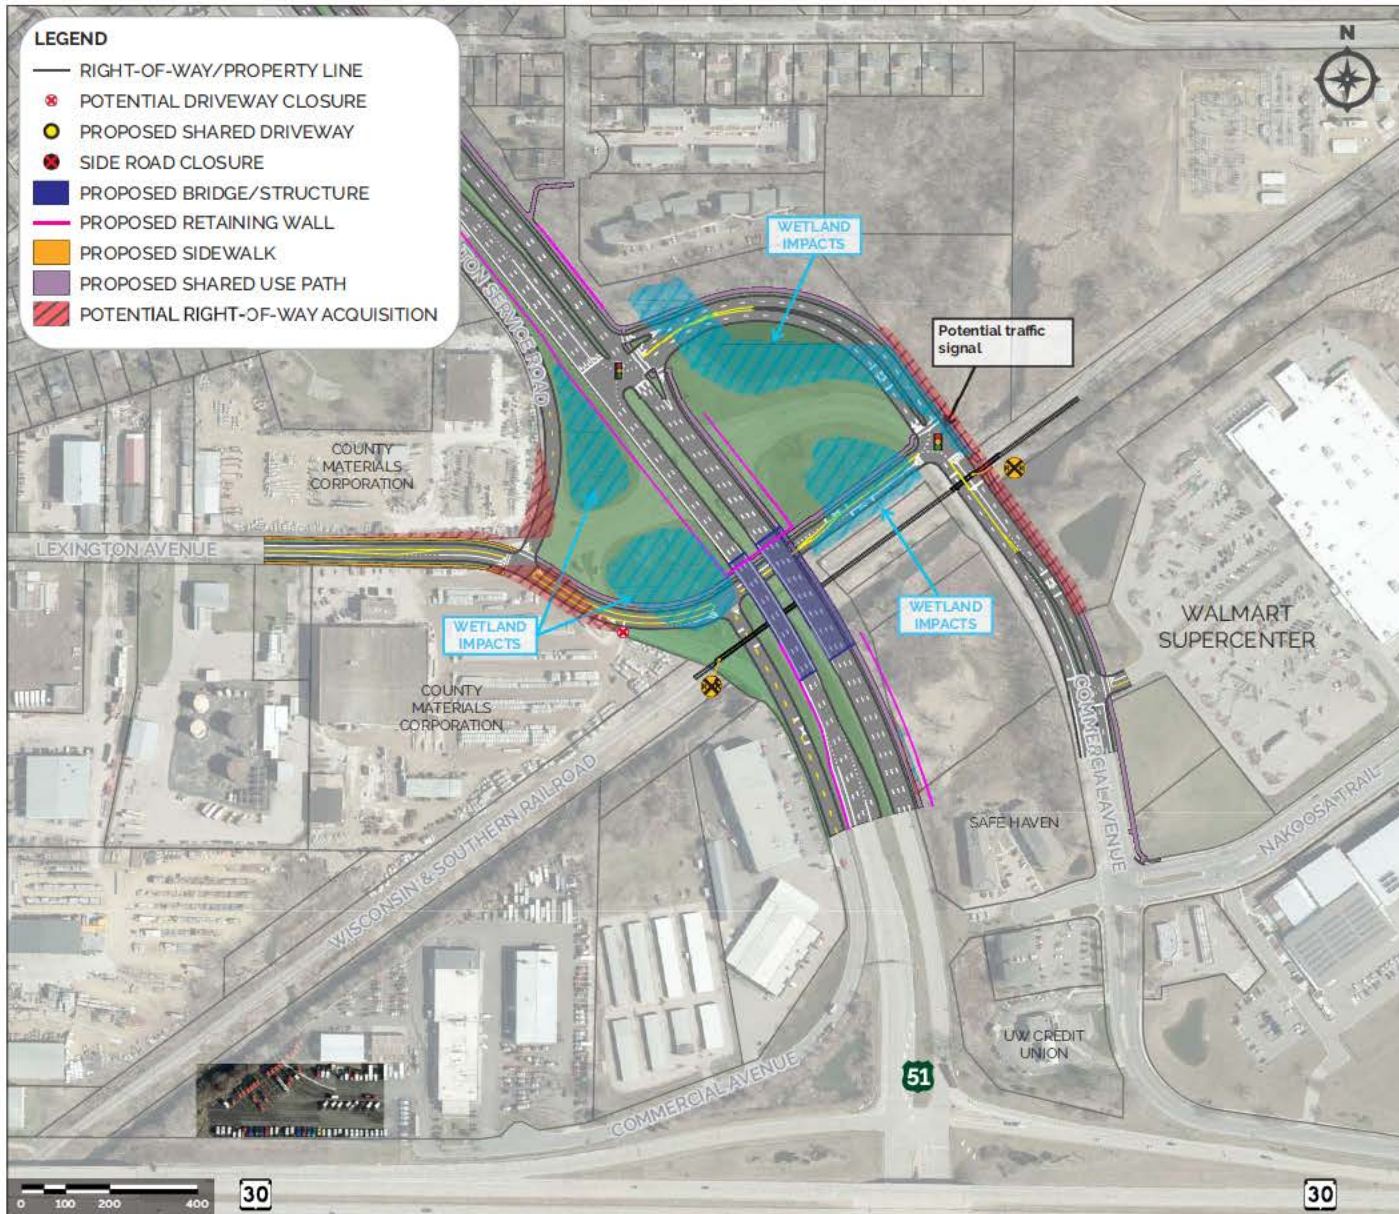 LEGEND
RIGHT-OF-WAY/PROPERTY LINE
POTENTIAL DRIVEWAY CLOSURE
PROPOSED SHARED DRIVEWAY
SIDE ROAD CLOSURE
PROPOSED BRIDGE/STRUCTURE
PROPOSED RETAINING WALL
PROPOSED SIDEWALK
PROPOSED SHARED USE PATH
POTENTIAL RIGHT-OF-WAY ACQUISITION
N
WETLAND
IMPACTS
TON SERVICE ROAD
Potential traffic
signal
COUNTY
MATERIALS
CORPORATION
LEXINGTON AVENUE
WETLAND
IMPACTS
WETLAND
IMPACTS
WALMART
SUPERCENTER
COUNTY
MATERIALS
CORPORATION
COMMERCIAL AVENUE
WISCONSIN & SOUTHERN RAILROAD
SAFE HAVEN
NAKOOSA TRAIL
UW CREDIT
UNION
51
COMMERCIAL AVENUE
0 100 200 400
30
30